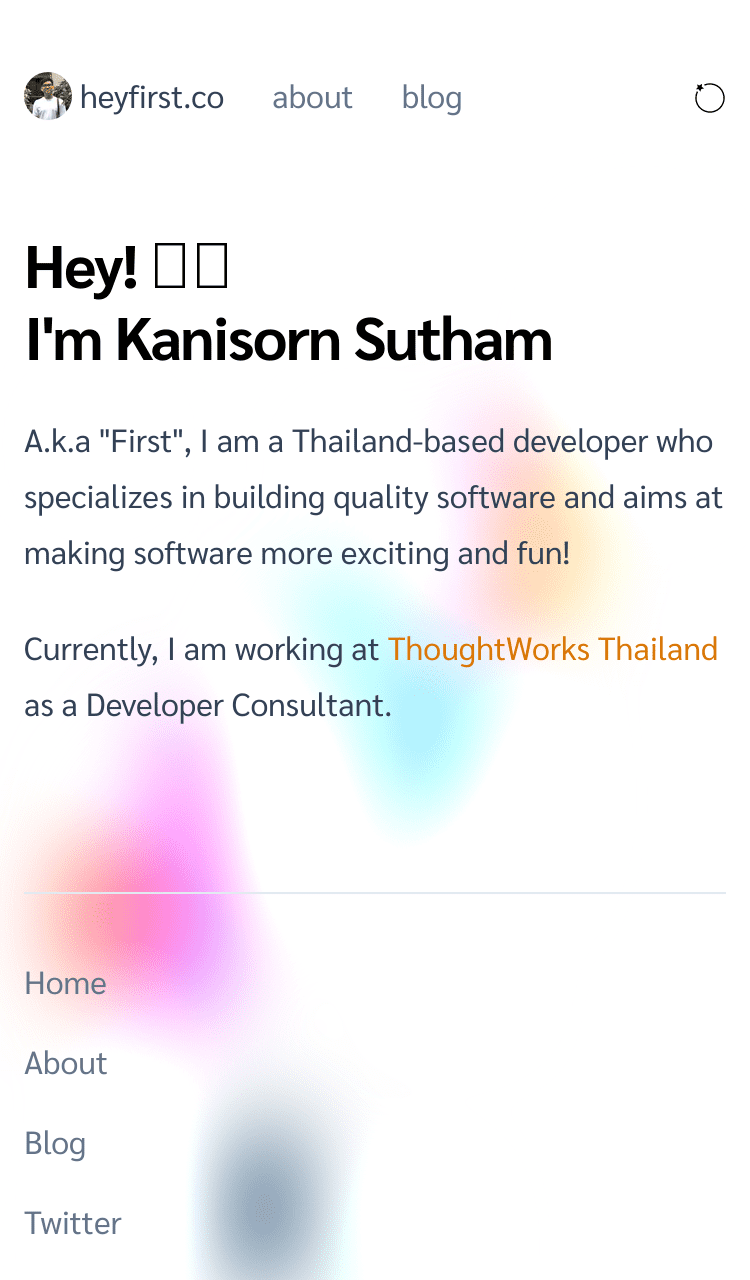 heyfirst.co about blog
Hey!
I'm Kanisorn Sutham
A.k.a "First", I am a Thailand-based developer who
specializes in building quality software and aims at
making software more exciting and fun!
Currently, I am working at ThoughtWorks Thailand
as a Developer Consultant.
Home
About
Blog
Twitter